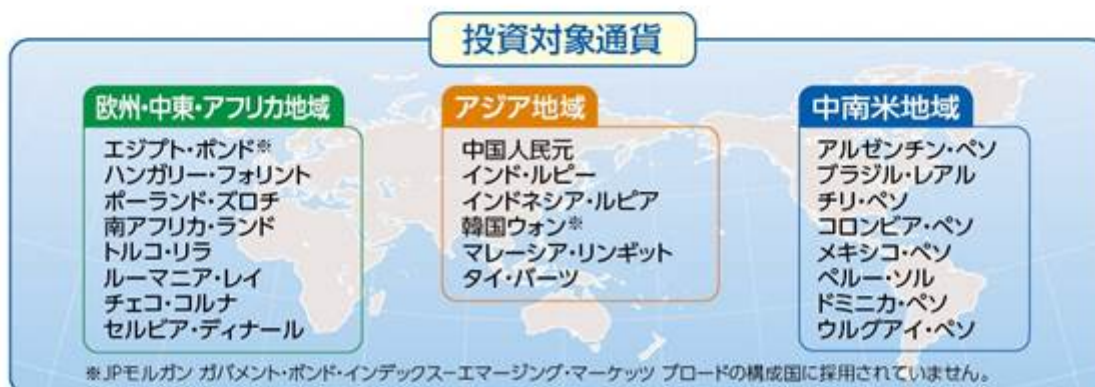 投資対象通貨
欧州・中東・アフリカ地域
エジプト・ポンド※
ハンガリー・フォリント
ポーランド・ズロチ
南アフリカ・ランド
トルコ・リラ
ルーマニア・レイ
チェコ・コルナ
セルビア・ディナール
アジア地域
中国人民元
インド・ルピー
インドネシア・ルピア
韓国ウォン※
マレーシア・リンギット
タイ・バーツ
中南米地域
アルゼンチン・ペソ
ブラジル・レアル
チリ・ペソ
コロンビア・ペソ
メキシコ・ペソ
ペルー・ソル
ドミニカ・ペソ
ウルグアイ・ペソ
※JPモルガン ガバメント・ボンド・インデックス−エマージング・マーケッツ ブロードの構成国に採用されていません。